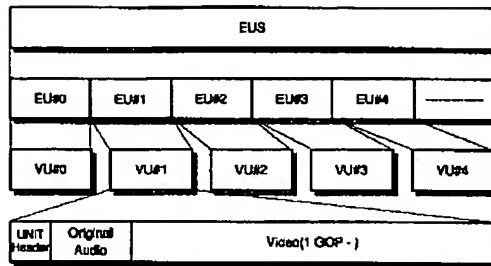 EUS
EU#0 EU#1 EU#2 EU#3 EU#4
VU#0 VU#1 VU#2 VU#3 VU#4
UNIT Header Original Audio Video(1 GOP - )